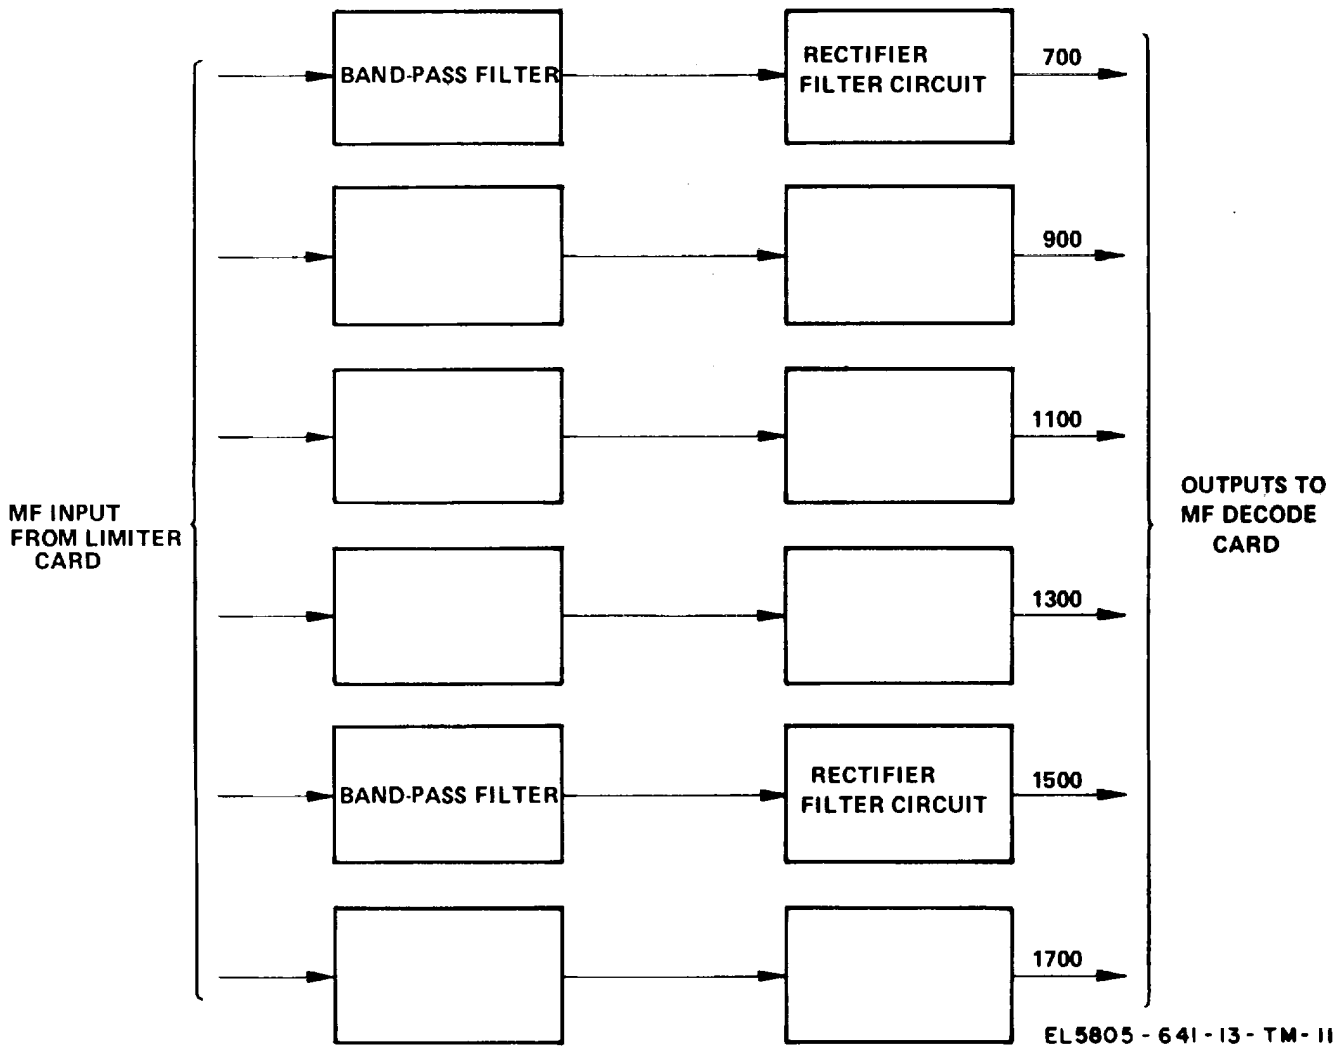 BAND-PASS FILTER
RECTIFIER
FILTER CIRCUIT
700
900
1100
MF INPUT
FROM LIMITER
CARD
OUTPUTS TO
MF DECODE
CARD
1300
BAND-PASS FILTER
RECTIFIER
FILTER CIRCUIT
1500
1700
EL5805-641-13-TM-11